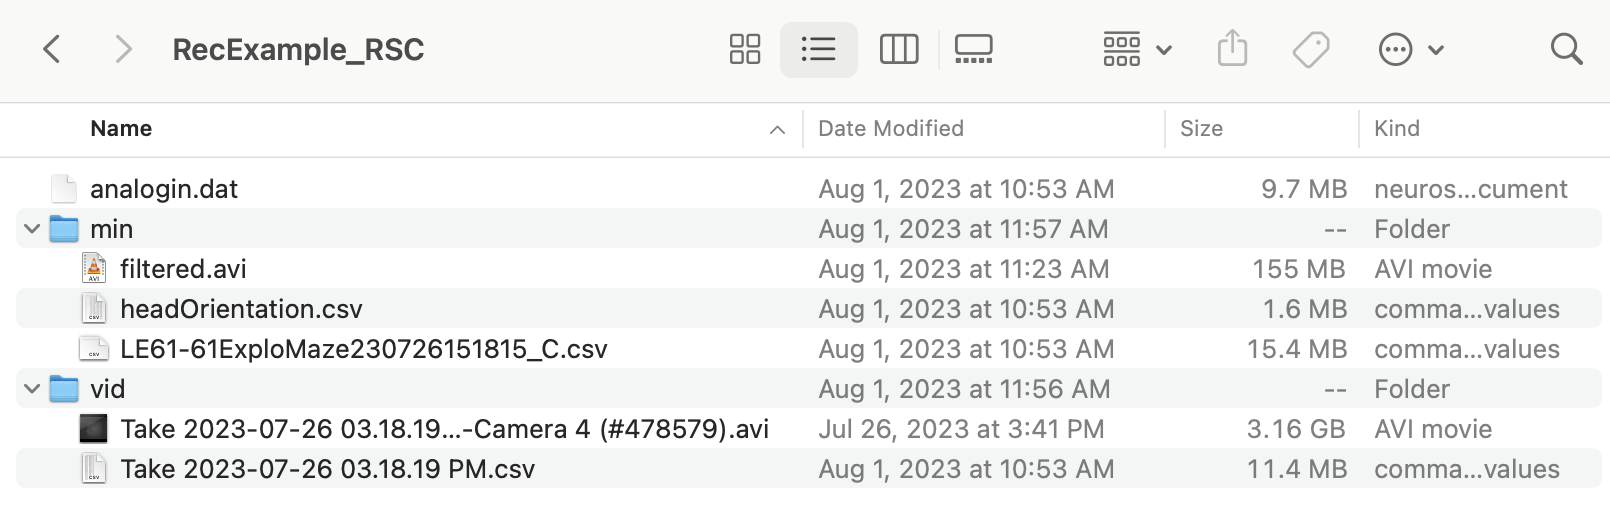 RecExample_RSC
Name Date Modified Size Kind
analogin.dat Aug 1, 2023 at 10:53 AM 9.7 MB neuros...cument
min Aug 1, 2023 at 11:57 AM -- Folder
filtered.avi Aug 1, 2023 at 11:23 AM 155 MB AVI movie
headOrientation.csv Aug 1, 2023 at 10:53 AM 1.6 MB comma...values
LE61-61ExploMaze230726151815_C.csv Aug 1, 2023 at 10:53 AM 15.4 MB comma...values
vid Aug 1, 2023 at 11:56 AM -- Folder
Take 2023-07-26 03.18.19...-Camera 4 (#478579).avi Jul 26, 2023 at 3:41 PM 3.16 GB AVI movie
Take 2023-07-26 03.18.19 PM.csv Aug 1, 2023 at 10:53 AM 11.4 MB comma...values